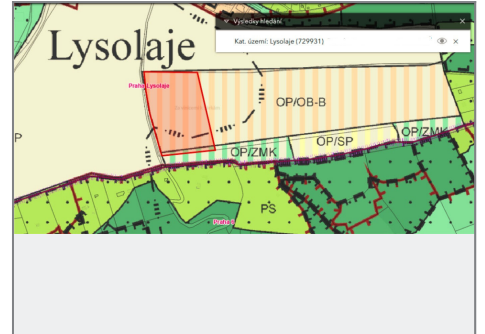 Výsledky hledání
Kat. území: Lysolaje (729931)
Lysolaje
Praha-Lysolaje
OP/OB-B
P
OP/ZMK
OP/SP
OP/ZMK
PS
Praha 6